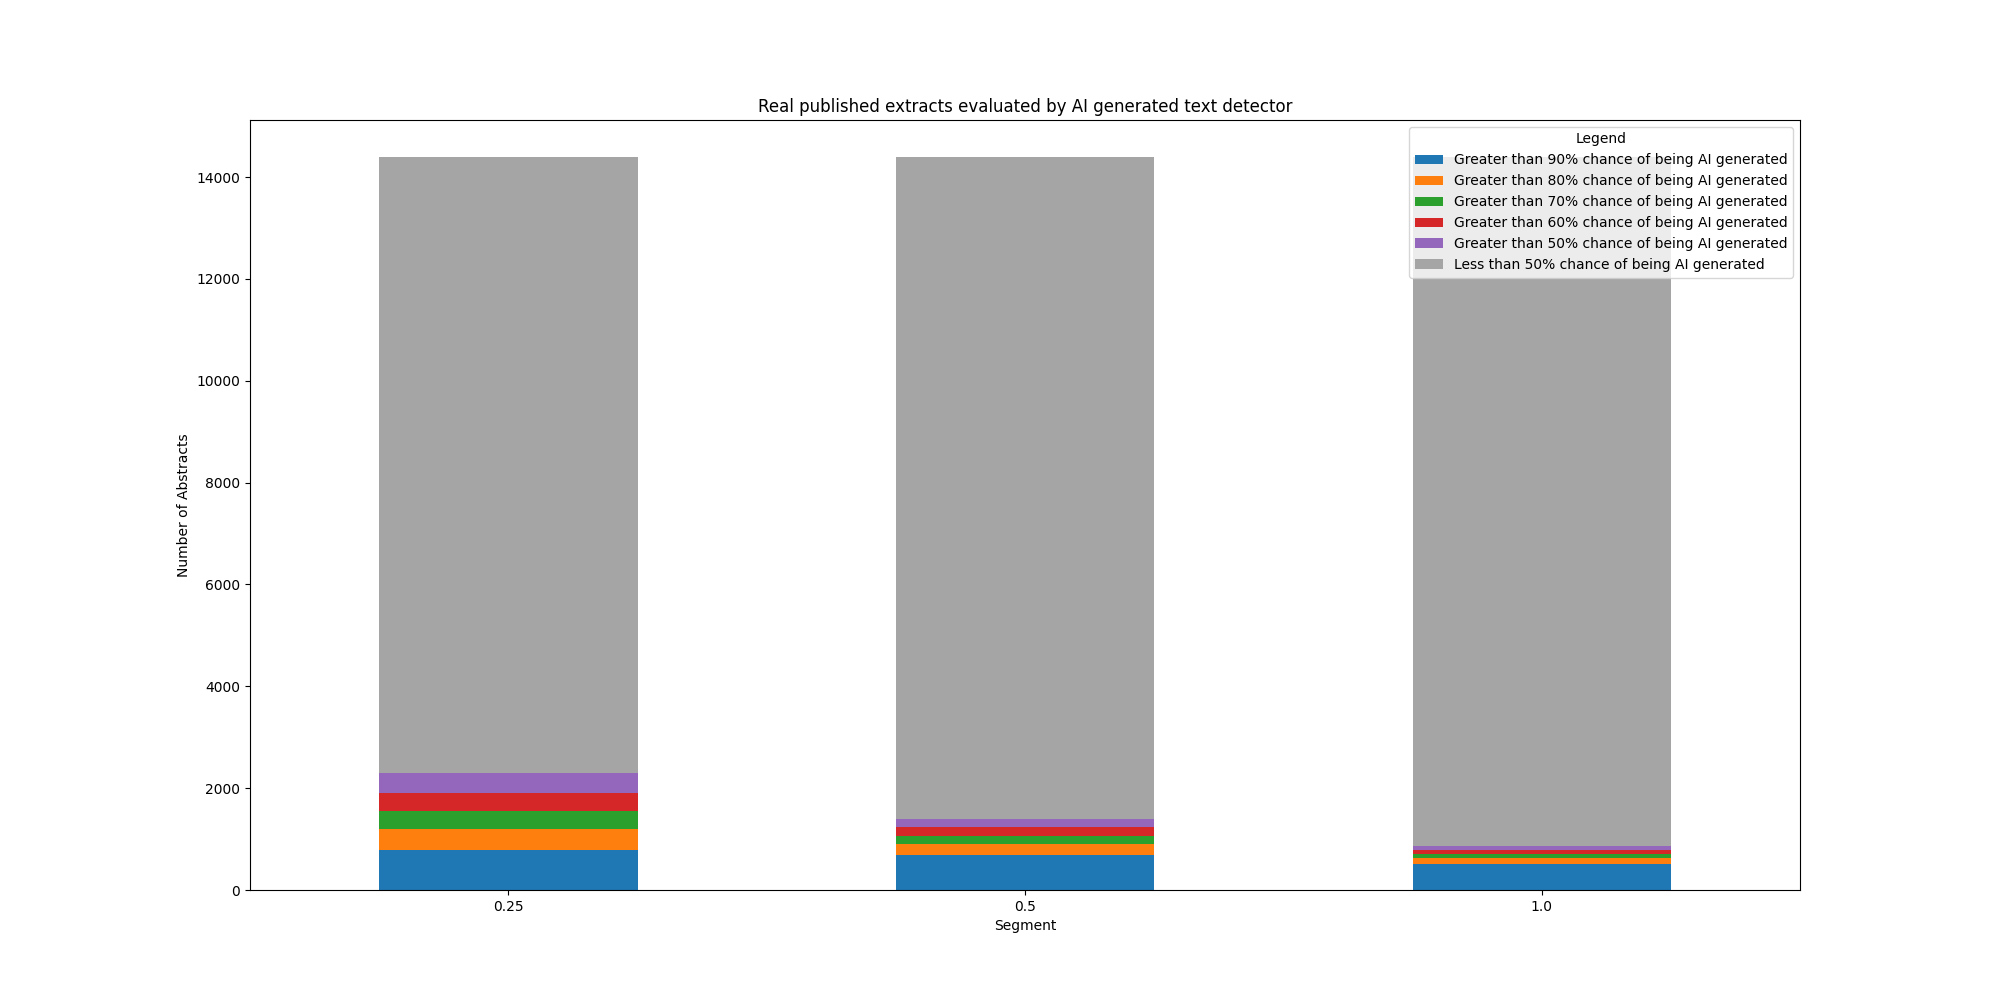 Real published extracts evaluated by AI generated text detector
Legend
Greater than 90% chance of being AI generated
Greater than 80% chance of being AI generated
Greater than 70% chance of being AI generated
Greater than 60% chance of being AI generated
Greater than 50% chance of being AI generated
Less than 50% chance of being AI generated
14000
12000
10000
8000
6000
4000
2000
0
Number of Abstracts
0.25
0.5
1.0
Segment